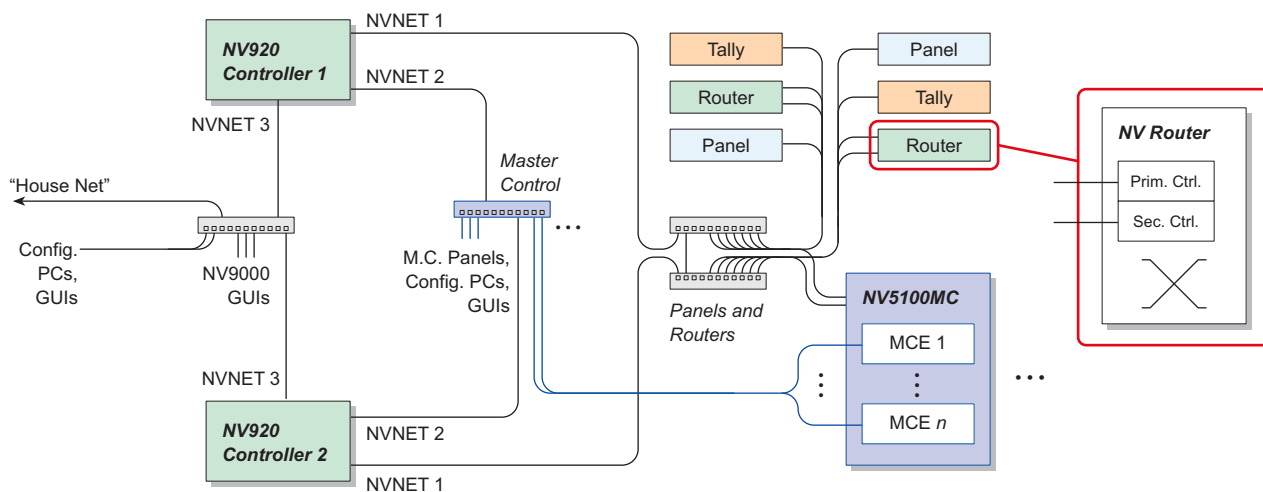 NVNET 1
NV920
Controller 1
NVNET 2
NVNET 3
Tally
Panel
Router
Tally
Panel
Router
NV Router
Prim. Ctrl.
Sec. Ctrl.
Master
Control
“House Net”
...
Config.
PCs,
GUIs
NV9000
GUIs
M.C. Panels,
Config. PCs,
GUIs
Panels and
Routers
NV5100MC
MCE 1
...
MCE n
...
...
NVNET 3
NV920
Controller 2
NVNET 2
NVNET 1